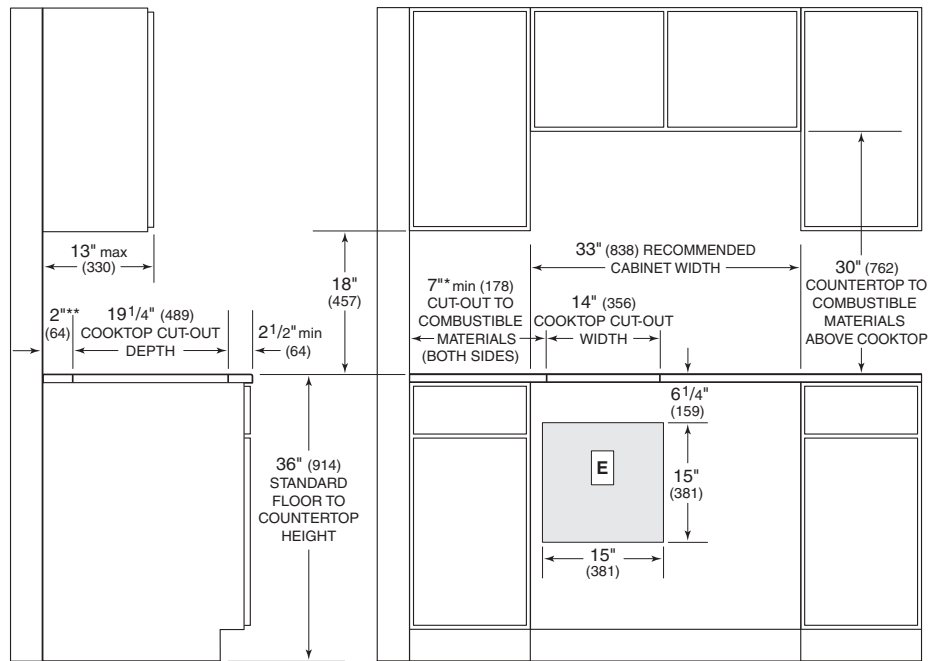 13" max
(330)
18"
(457)
33" (838) RECOMMENDED
CABINET WIDTH
30" (762)
COUNTERTOP TO
COMBUSTIBLE
MATERIALS
ABOVE COOKTOP
2"**
(64)
19 1/4" (489)
COOKTOP CUT-OUT
DEPTH
2 1/2" min
(64)
7"* min (178)
CUT-OUT TO
COMBUSTIBLE
MATERIALS
(BOTH SIDES)
14" (356)
COOKTOP CUT-OUT
WIDTH
6 1/4"
(159)
36" (914)
STANDARD
FLOOR TO
COUNTERTOP
HEIGHT
E
15"
(381)
15"
(381)